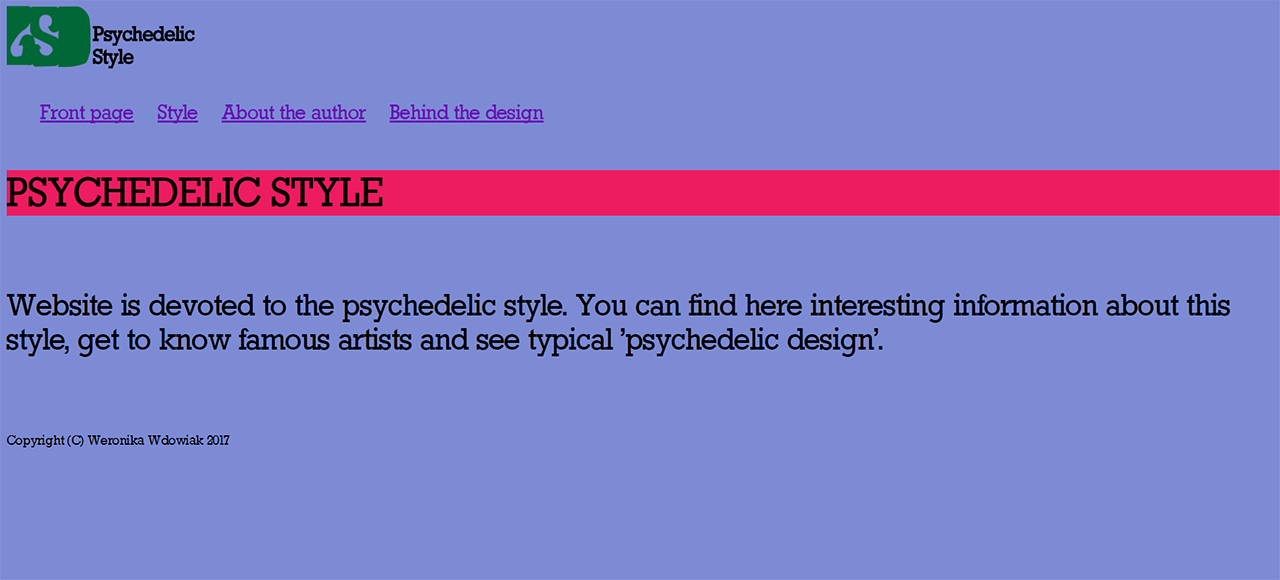 Psychedelic
Style
Front page Style About the author Behind the design
PSYCHEDELIC STYLE
Website is devoted to the psychedelic style. You can find here interesting information about this
style, get to know famous artists and see typical ’psychedelic design’.
Copyright (C) Weronika Wdowiak 2017